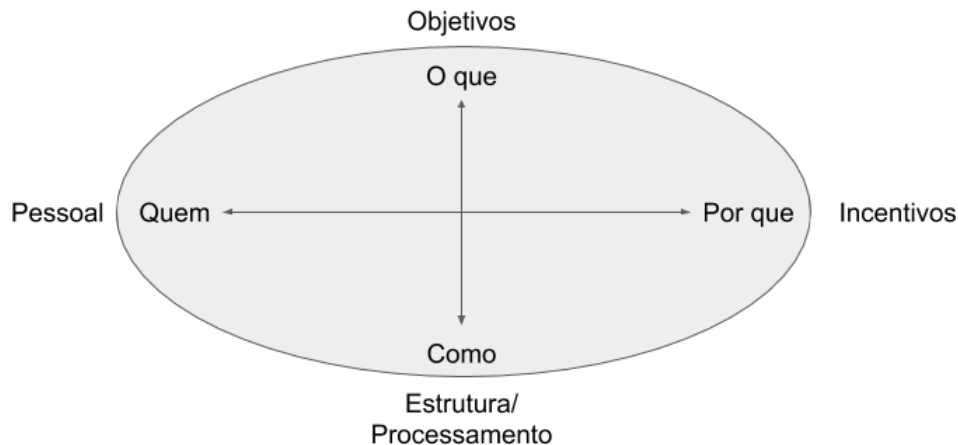 Objetivos
O que
Pessoal
Quem
Por que
Incentivos
Como
Estrutura/
Processamento